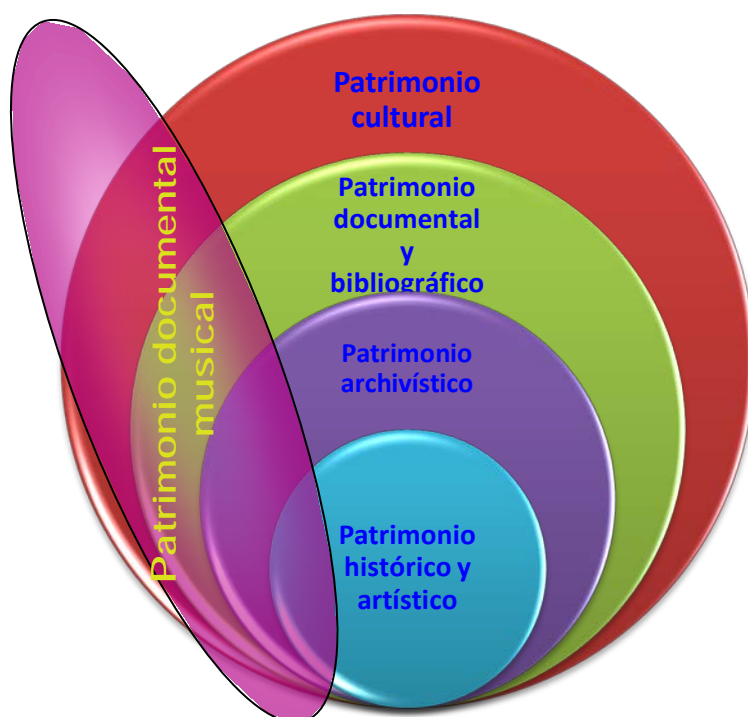 Patrimonio
cultural
Patrimonio
documental
y
bibliográfico
Patrimonio
archivístico
Patrimonio
histórico y
artístico
Patrimonio documental
musical